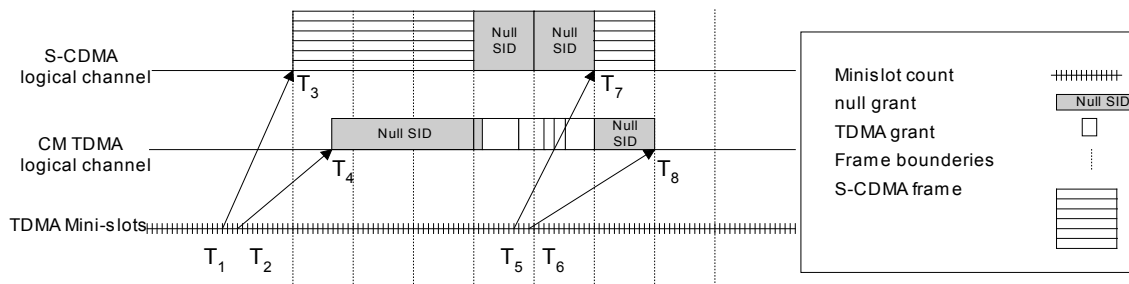 S-CDMA
logical channel
Null
SID
Null
SID
T3
T7
CM TDMA
logical channel
Null SID
Null
SID
T4
T8
TDMA Mini-slots
T1
T2
T5
T6
Minislot count
null grant
Null SID
TDMA grant
Frame bounderies
S-CDMA frame